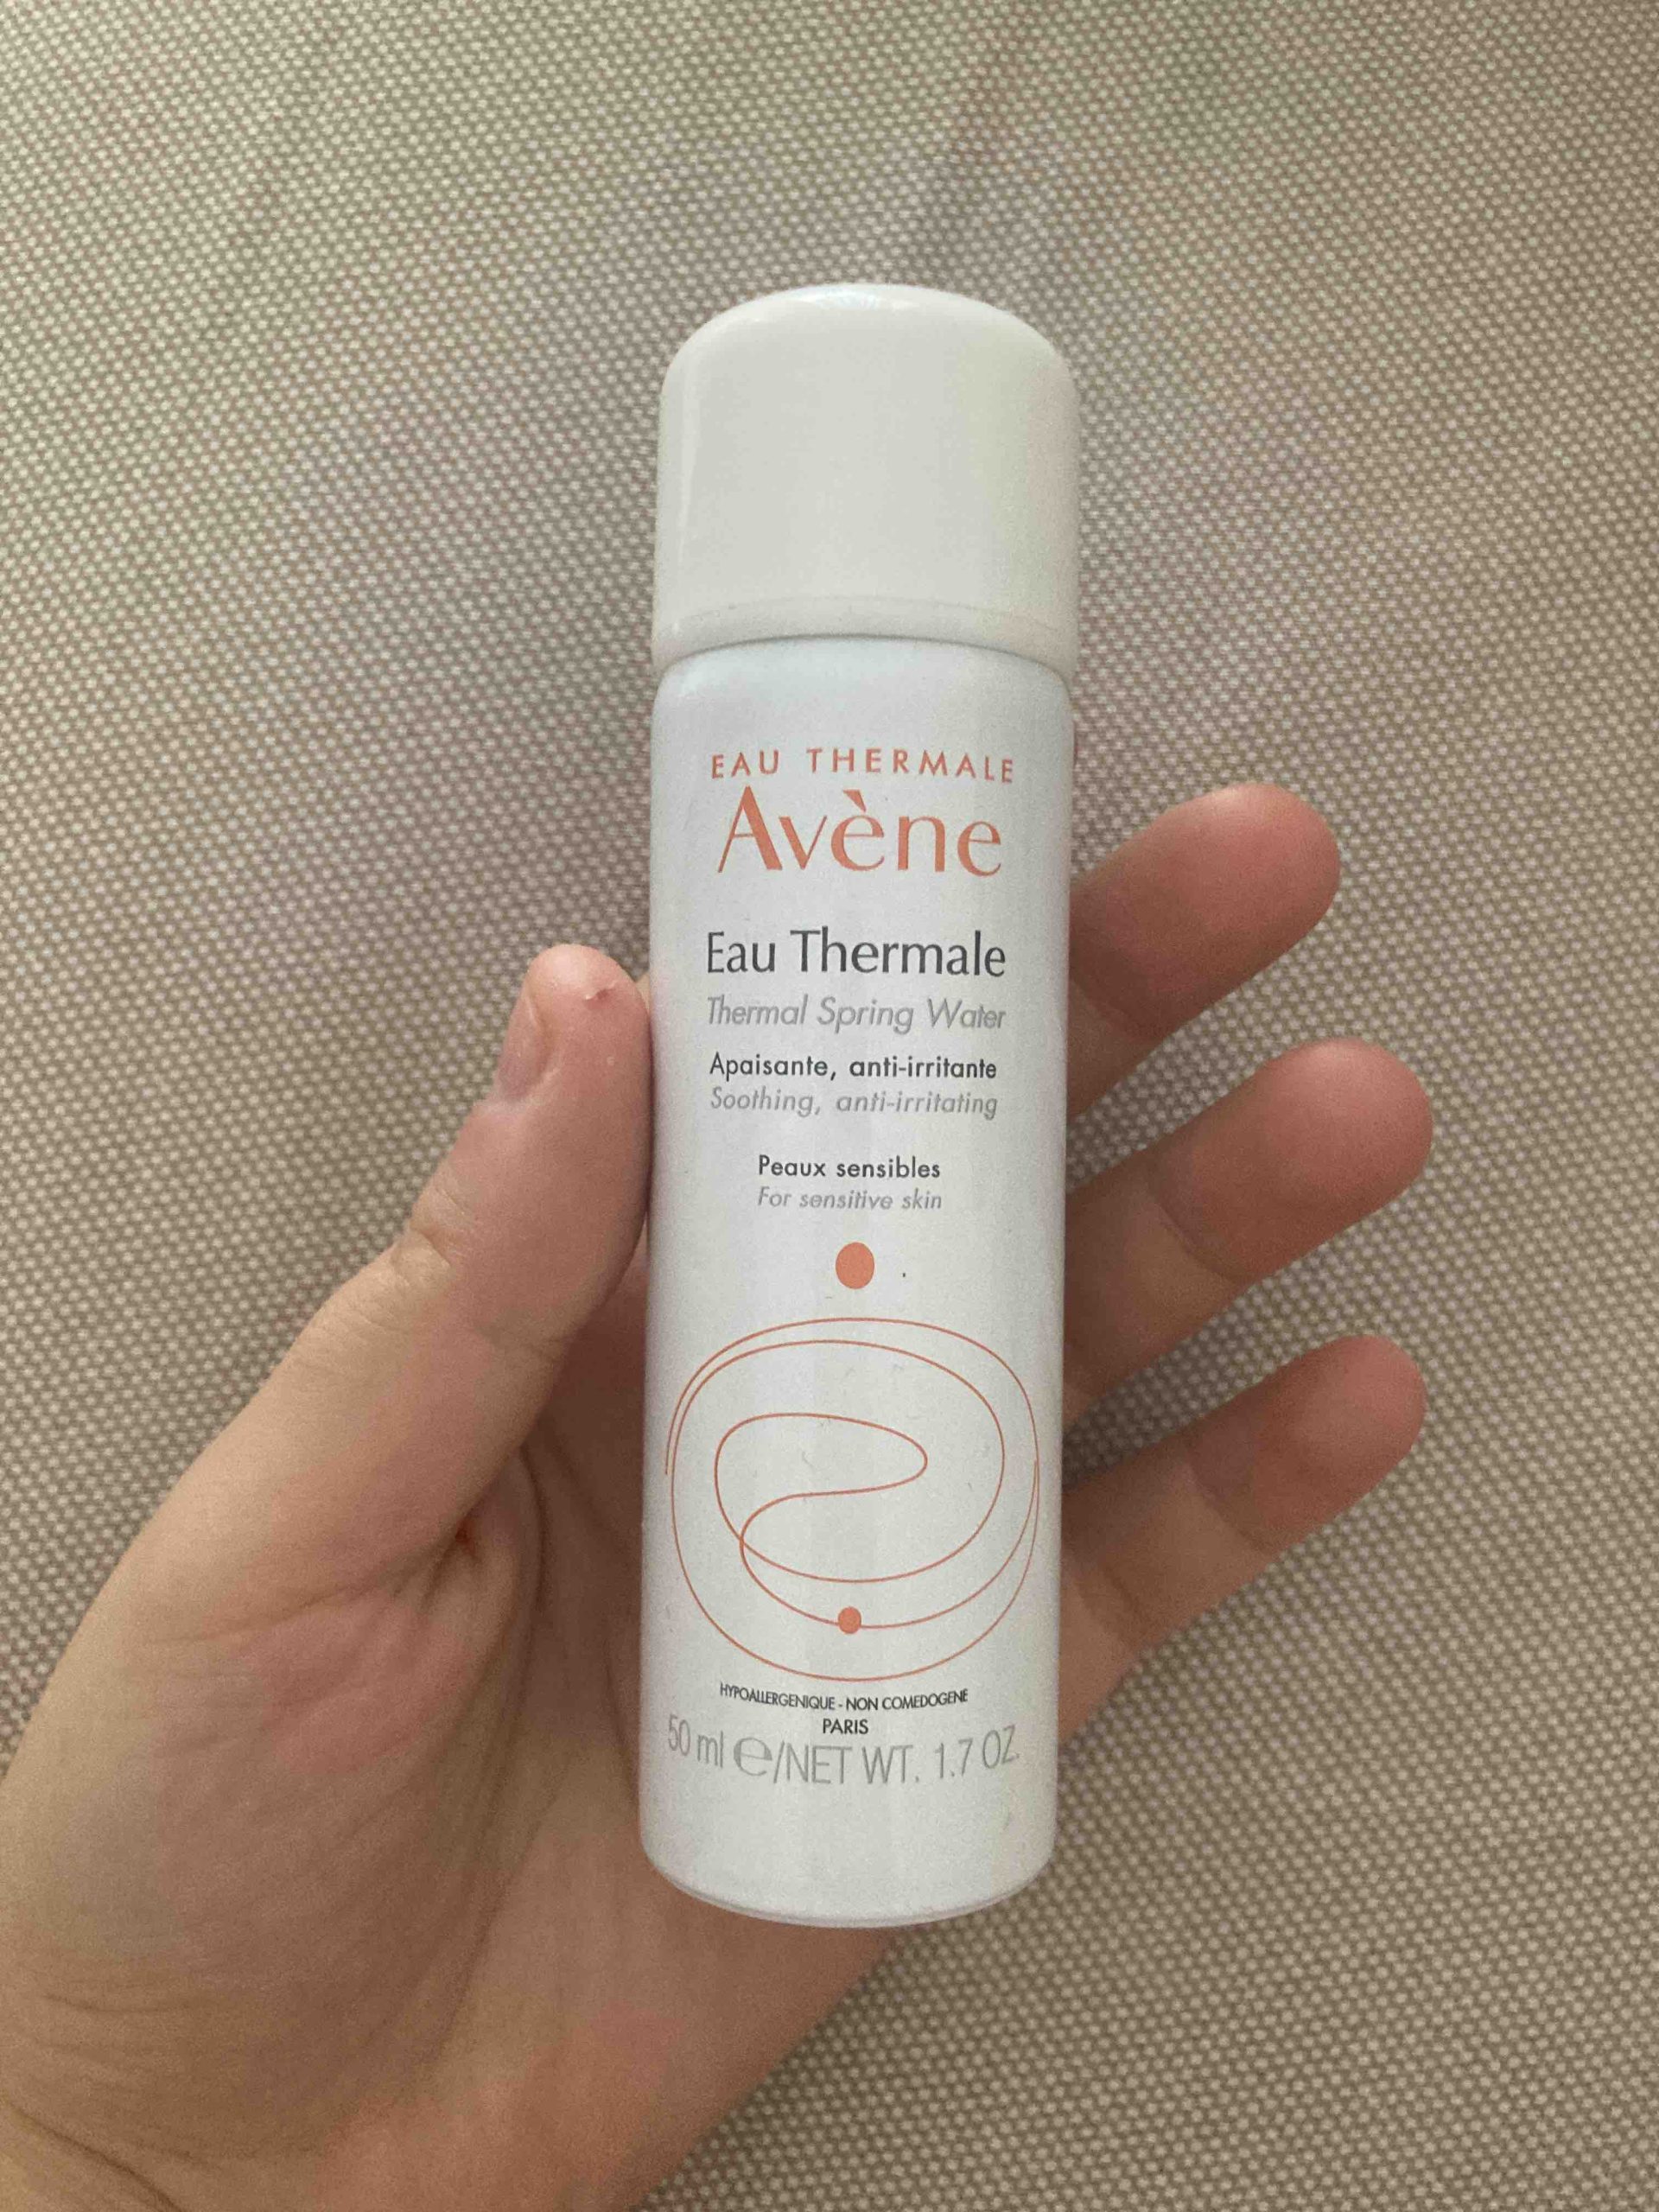 EAU THERMALE
Avène
Eau Thermale
Thermal Spring Water
Apaisante, anti-irritante
Soothing, anti-irritating
Peaux sensibles
For sensitive skin
HYPOALLERGENIQUE - NON COMEDOGENE
PARIS
50 ml e/NET WT. 1.7 OZ.